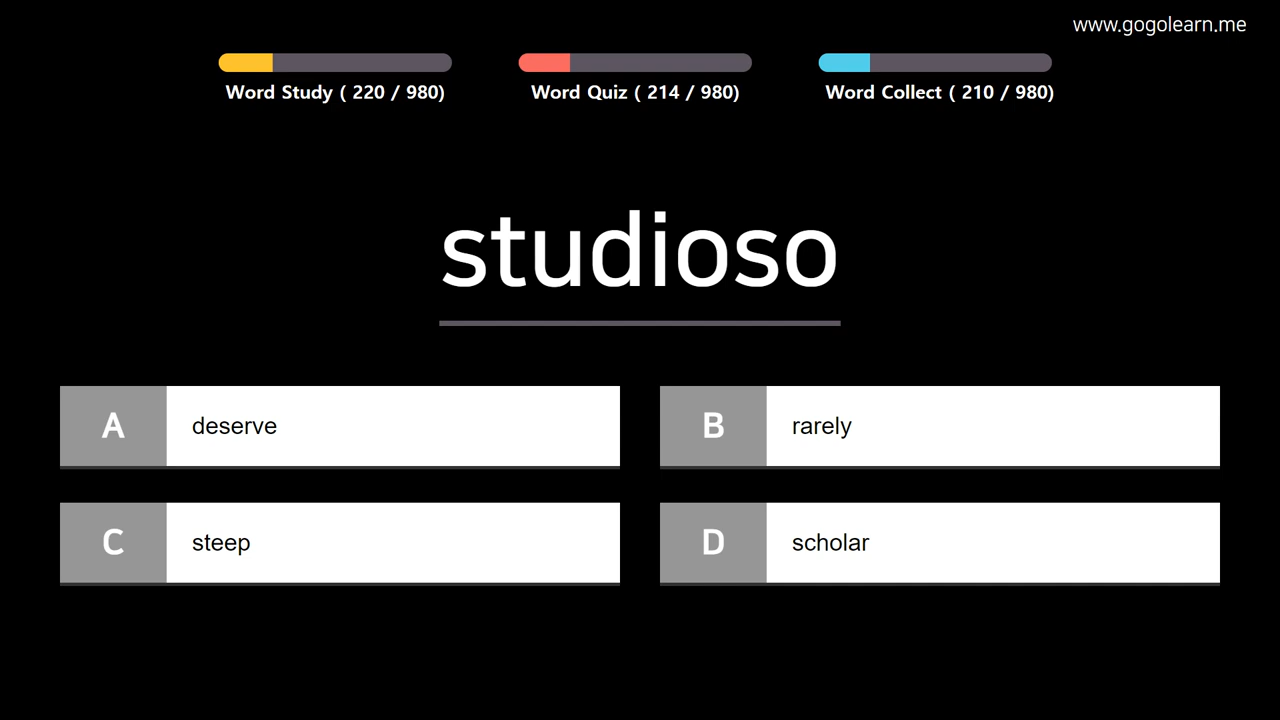 www.gogolearn.me
Word Study ( 220 / 980)
Word Quiz ( 214 / 980)
Word Collect ( 210 / 980)
studioso
A deserve
B rarely
C steep
D scholar